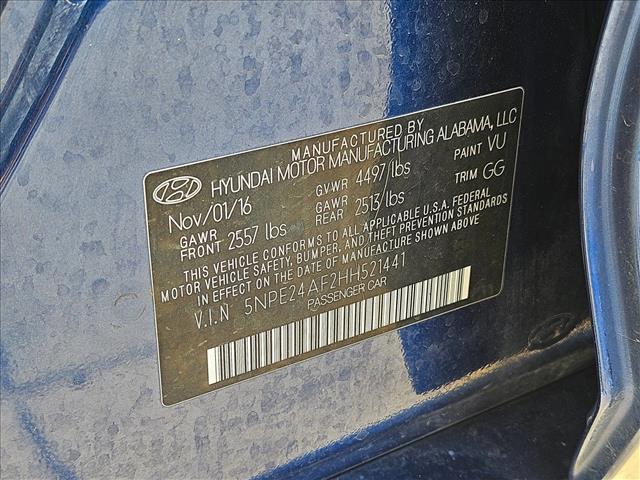 MANUFACTURED BY
HYUNDAI MOTOR MANUFACTURING ALABAMA, LLC
Nov/01/16 GVWR 4497/lbs PAINT VU
GAWR FRONT 2557 lbs GAWR REAR 2513/lbs TRIM GG
THIS VEHICLE CONFORMS TO ALL APPLICABLE U.S.A. FEDERAL
MOTOR VEHICLE SAFETY, BUMPER, AND THEFT PREVENTION STANDARDS
IN EFFECT ON THE DATE OF MANUFACTURE SHOWN ABOVE
V.I.N 5NPE24AF2HH521441
PASSENGER CAR